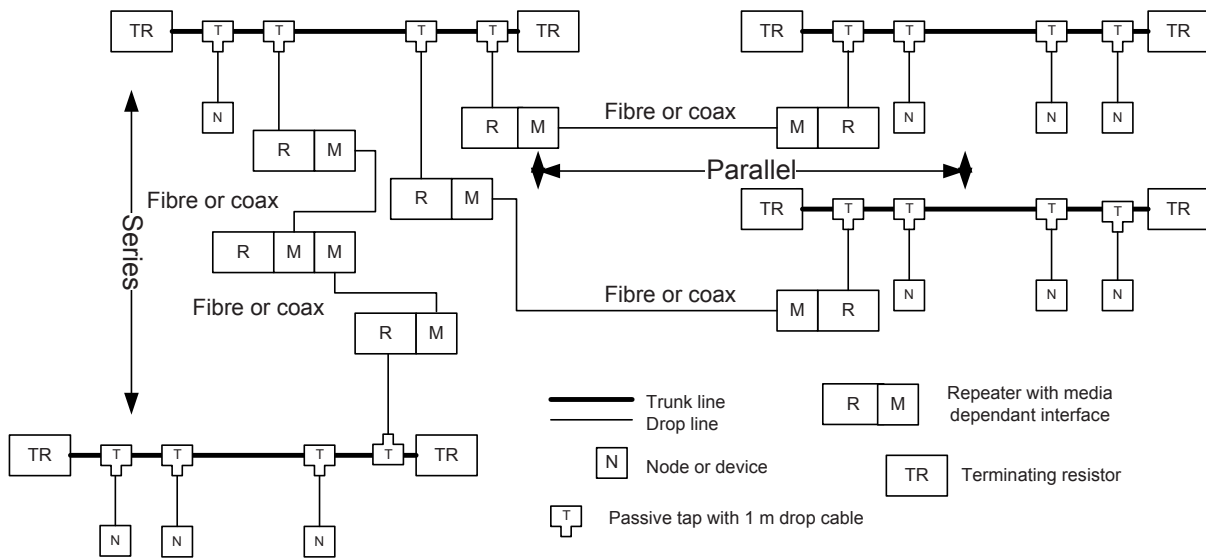 TR T T T T TR
TR T T T T TR
N
R M
Fibre or coax
M R
N N N
R M
Parallel
Fibre or coax
R M
TR T T T T TR
Series
R M M
Fibre or coax
Fibre or coax
M R
N N N
R M
Trunk line
Drop line
R M
Repeater with media
dependant interface
TR T T T T TR
N
Node or device
TR
Terminating resistor
T
Passive tap with 1 m drop cable
N N N